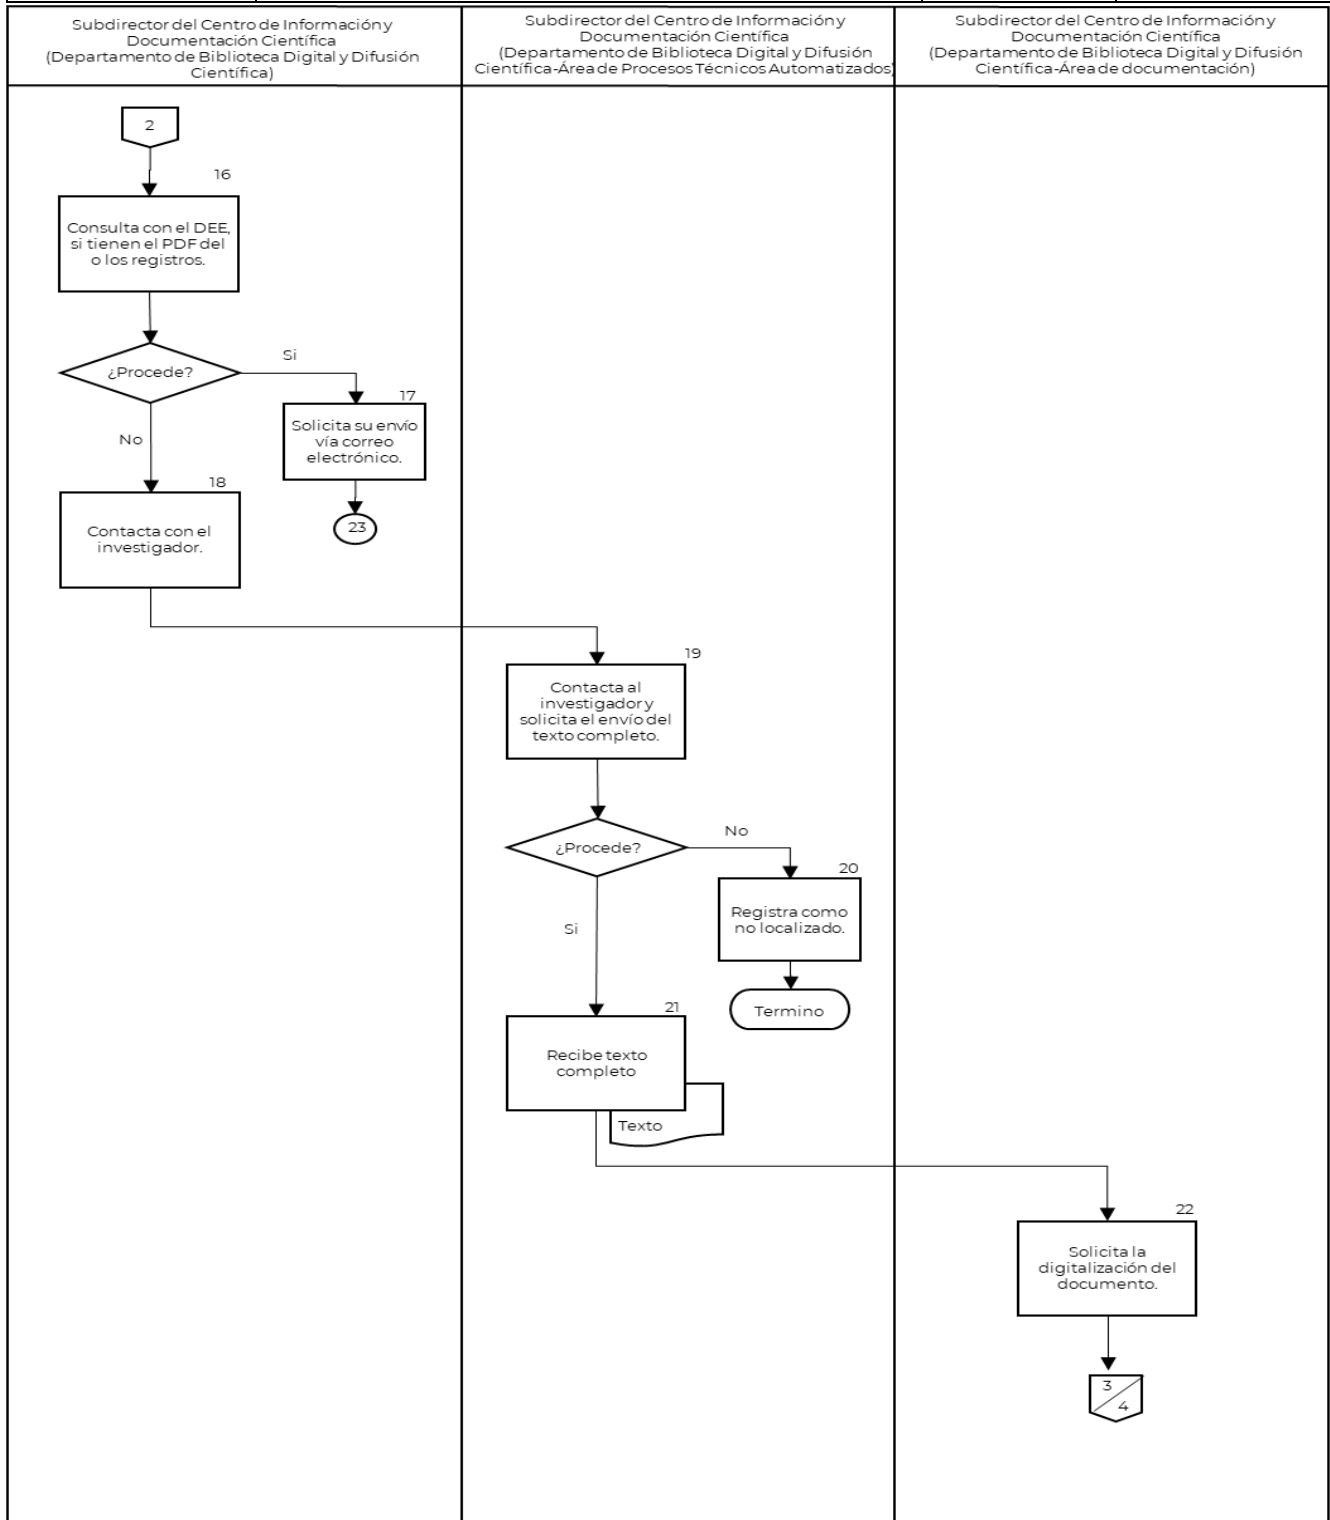 Subdirector del Centro de Información y
Documentación Científica
(Departamento de Biblioteca Digital y Difusión
Científica)
Subdirector del Centro de Información y
Documentación Científica
(Departamento de Biblioteca Digital y Difusión
Científica-Área de Procesos Técnicos Automatizados)
Subdirector del Centro de Información y
Documentación Científica
(Departamento de Biblioteca Digital y Difusión
Científica-Área de documentación)
2
16
Consulta con el DEE,
si tienen el PDF del
o los registros.
¿Procede?
Si
17
Solicita su envío
vía correo
electrónico.
23
No
18
Contacta con el
investigador.
19
Contacta al
investigador y
solicita el envío del
texto completo.
¿Procede?
No
20
Registra como
no localizado.
Termino
Si
21
Recibe texto
completo
Texto
22
Solicita la
digitalización del
documento.
3
4